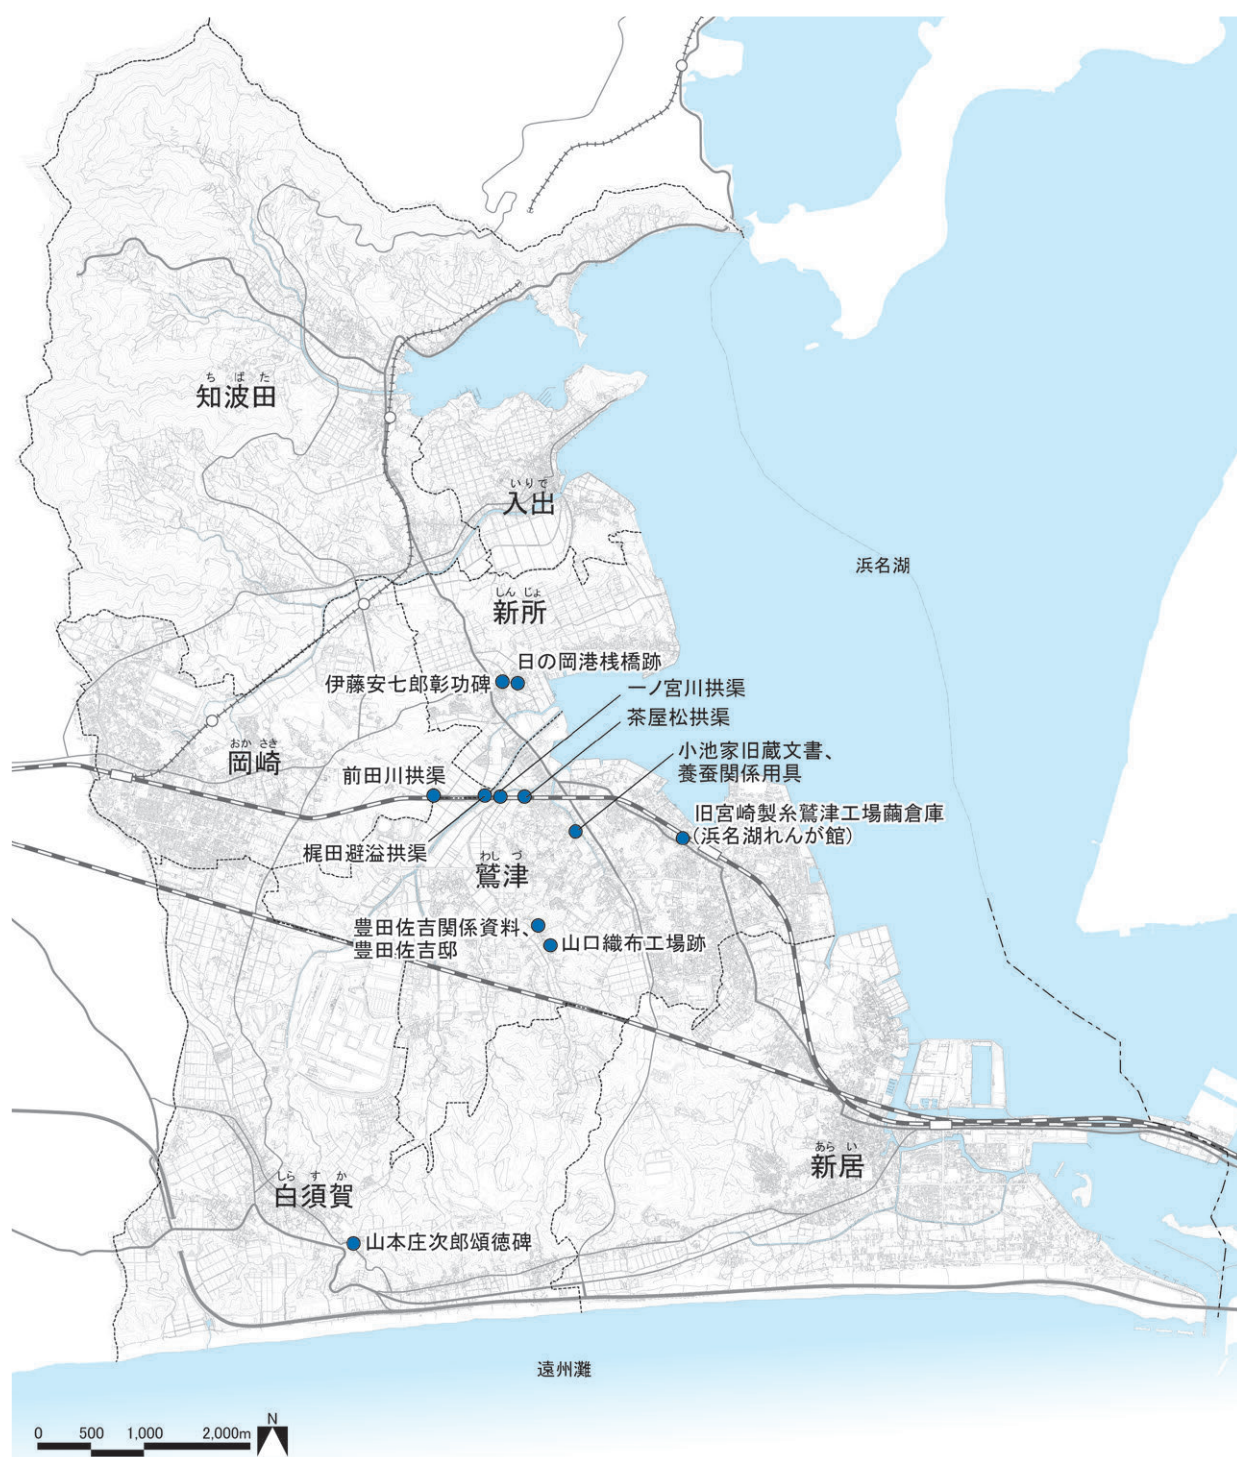 ちばた
知波田
いりで
入出
浜名湖
しんじょ
新所
日の岡港桟橋跡
伊藤安七郎彰功碑
一ノ宮川拱渠
茶屋松拱渠
おかさき
岡崎
前田川拱渠
小池家旧蔵文書、
養蚕関係用具
旧宮崎製糸鷲津工場繭倉庫
(浜名湖れんが館)
梶田避溢拱渠
わしづ
鷲津
豊田佐吉関係資料、
豊田佐吉邸
山口織布工場跡
あらい
新居
しらすか
白須賀
山本庄次郎頌徳碑
遠州灘
0 500 1,000 2,000m
N